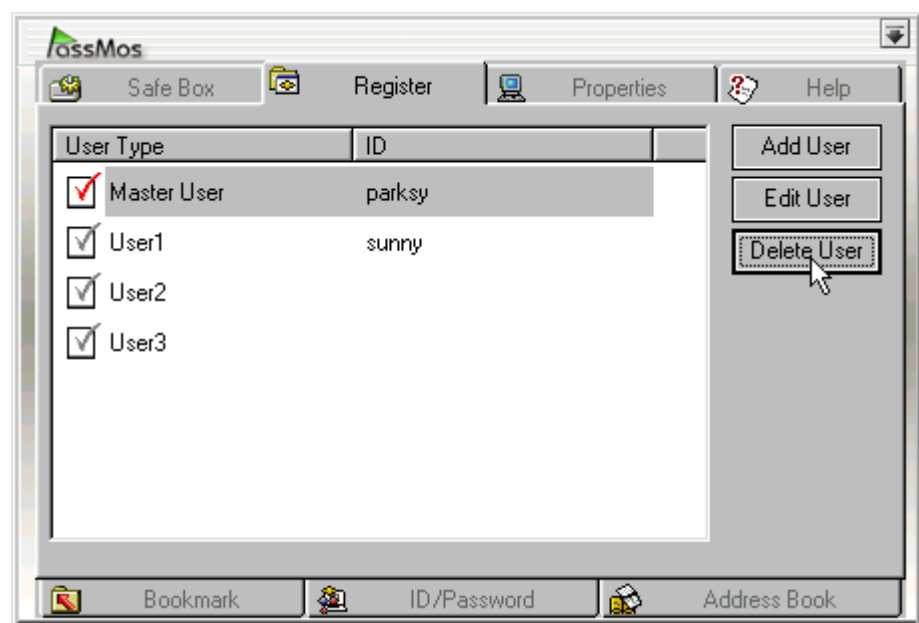 PassMos
Safe Box Register Properties Help
User Type ID
Master User parksy
User1 sunny
User2
User3
Add User
Edit User
Delete User
Bookmark ID/Password Address Book